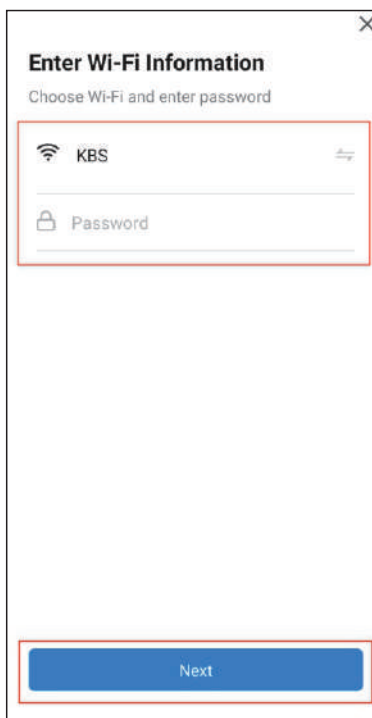 Enter Wi-Fi Information
Choose Wi-Fi and enter password
KBS
Password
Next